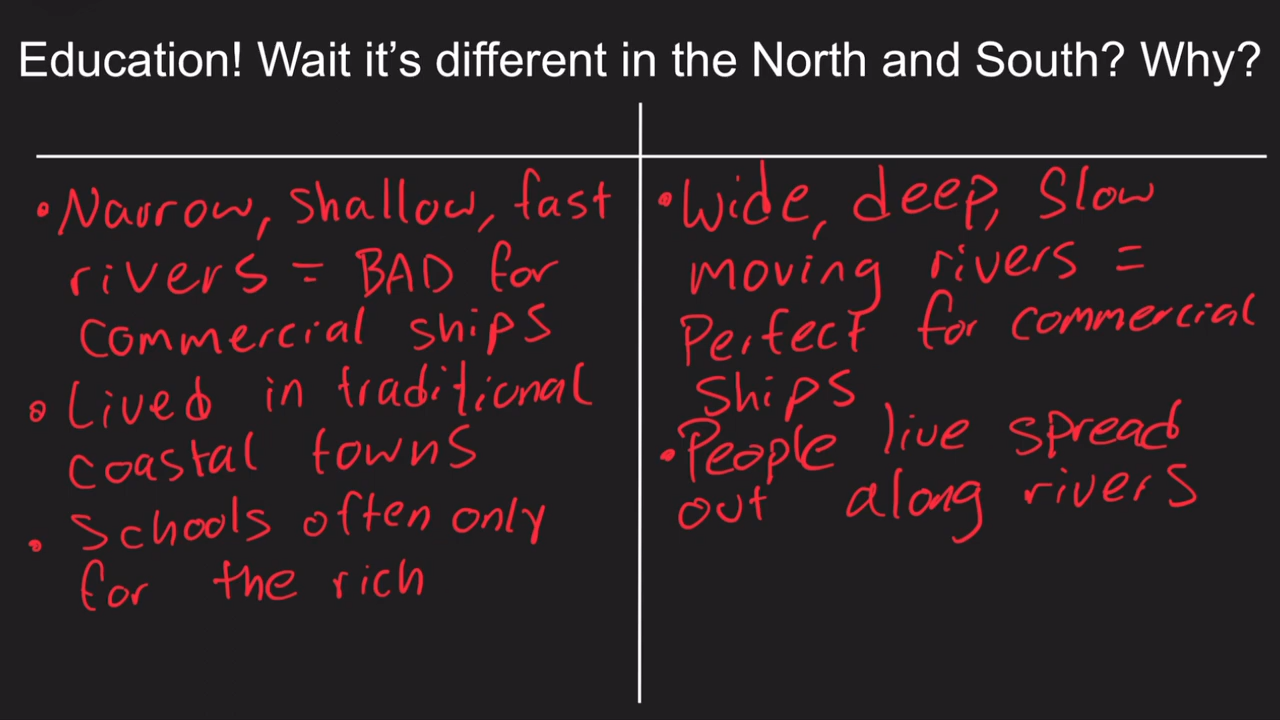 Education! Wait it's different in the North and South? Why?
• Narrow, shallow, fast
rivers = BAD for
commercial ships
• Lived in traditional
coastal towns
• Schools often only
for the rich
• Wide, deep, slow
moving rivers =
Perfect for commercial
ships
• People live spread
out along rivers